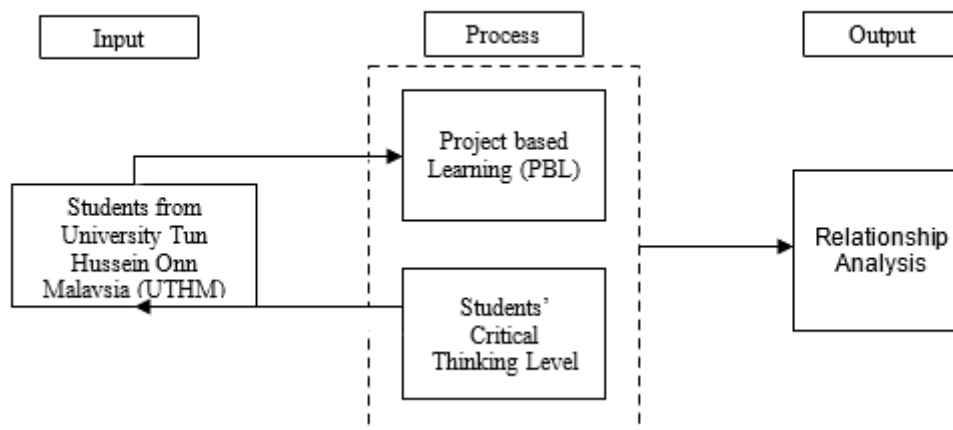 Input
Process
Output
Project based
Learning (PBL)
Students from
University Tun
Hussein Onn
Malaysia (UTHM)
Students’
Critical
Thinking Level
Relationship
Analysis